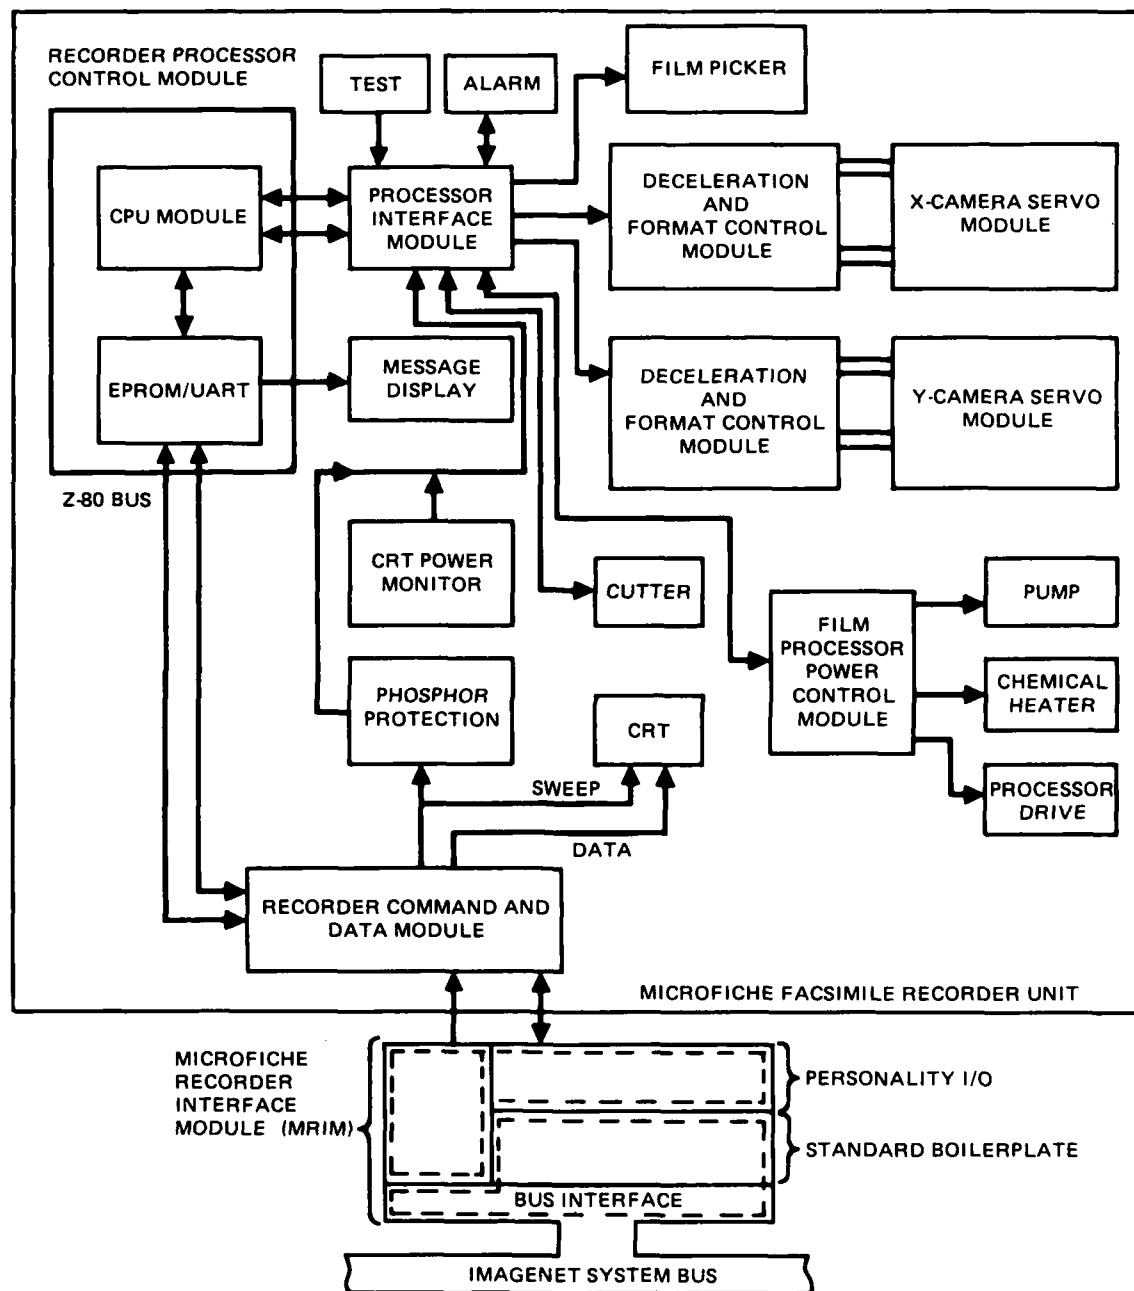 RECORDER PROCESSOR
CONTROL MODULE
TEST
ALARM
FILM PICKER
CPU MODULE
PROCESSOR
INTERFACE
MODULE
DECELERATION
AND
FORMAT CONTROL
MODULE
X-CAMERA SERVO
MODULE
EPROM/UART
MESSAGE
DISPLAY
DECELERATION
AND
FORMAT CONTROL
MODULE
Y-CAMERA SERVO
MODULE
Z-80 BUS
CRT POWER
MONITOR
CUTTER
FILM
PROCESSOR
POWER
CONTROL
MODULE
PUMP
CHEMICAL
HEATER
PROCESSOR
DRIVE
PHOSPHOR
PROTECTION
CRT
SWEEP
DATA
RECORDER COMMAND AND
DATA MODULE
MICROFICHE FACSIMILE RECORDER UNIT
MICROFICHE
RECORDER
INTERFACE
MODULE (MRIM)
PERSONALITY I/O
STANDARD BOILERPLATE
BUS INTERFACE
IMAGENET SYSTEM BUS